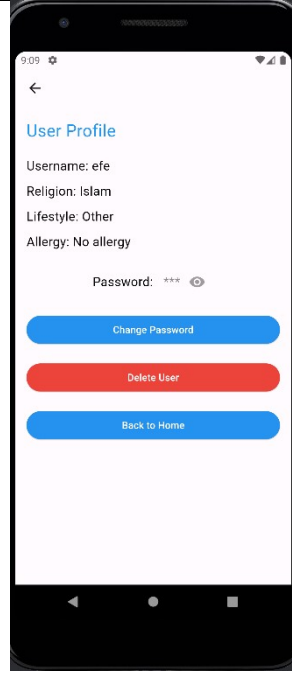 9:09
User Profile
Username: efe
Religion: Islam
Lifestyle: Other
Allergy: No allergy
Password: ***
Change Password
Delete User
Back to Home